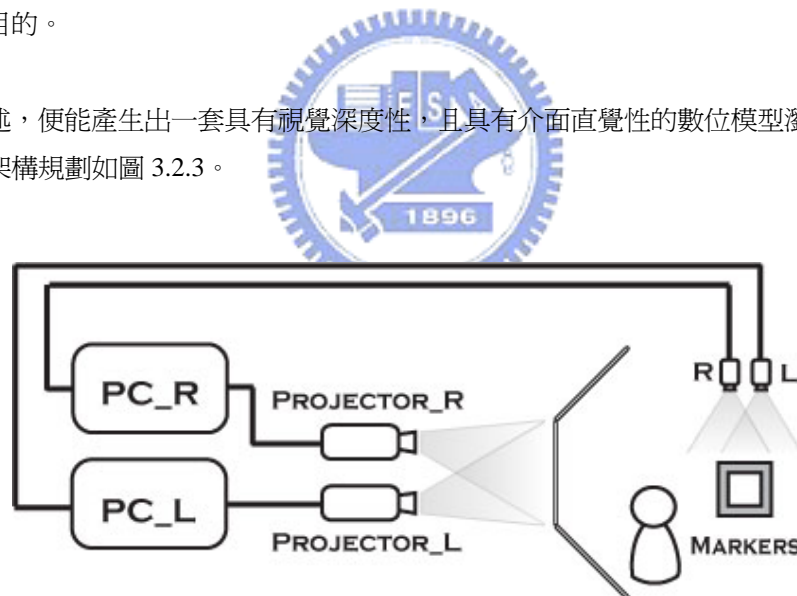 目的。
述，便能產生出一套具有視覺深度性，且具有介面直覺性的數位模型瀏
架構規劃如圖 3.2.3。
1896
R L
PC_R
PROJECTOR_R
PC_L
PROJECTOR_L
MARKERS